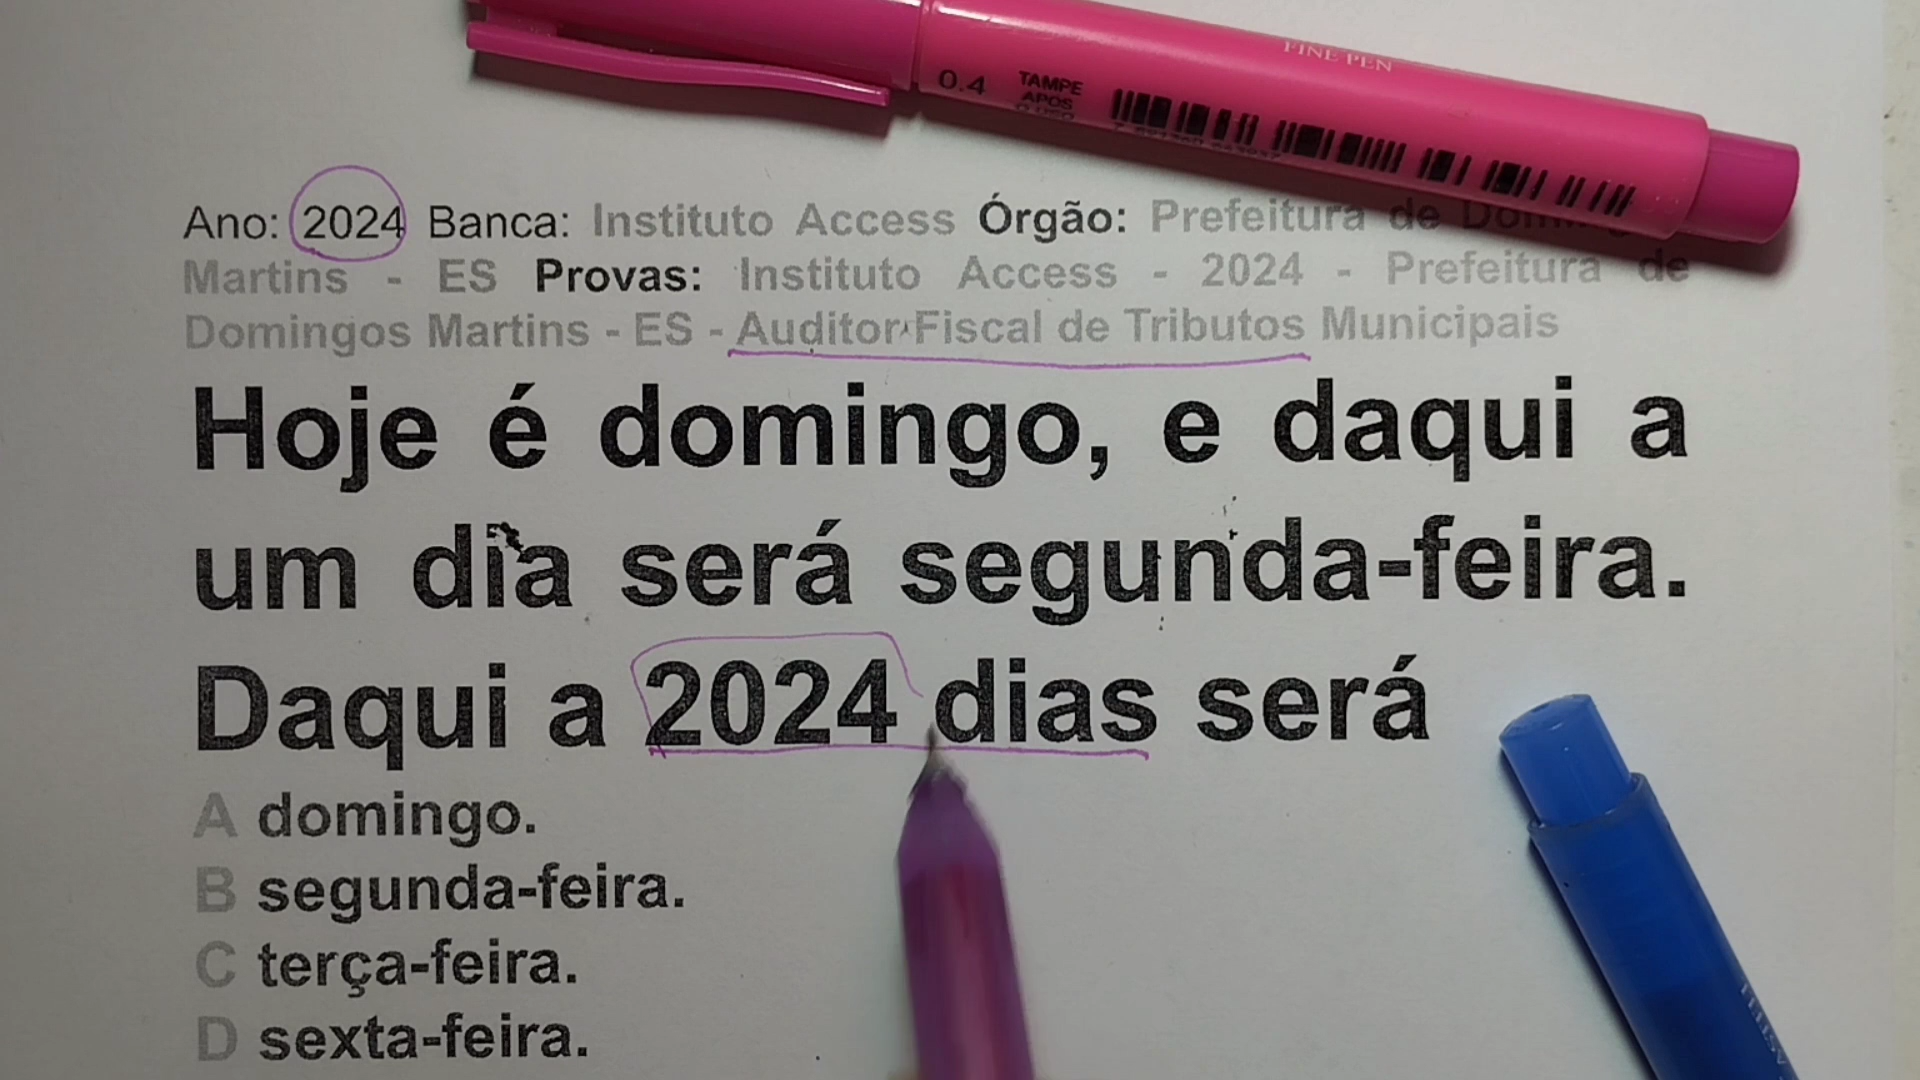 FINE PEN
0.4 TAMPE
APÓS
O USO
Ano: 2024 Banca: Instituto Access Órgão: Prefeitura de
Martins - ES Provas: Instituto Access - 2024 - Prefeitura de
Domingos Martins - ES - Auditor Fiscal de Tributos Municipais
Hoje é domingo, e daqui a
um dia será segunda-feira.
Daqui a 2024 dias será
A domingo.
B segunda-feira.
C terça-feira.
D sexta-feira.